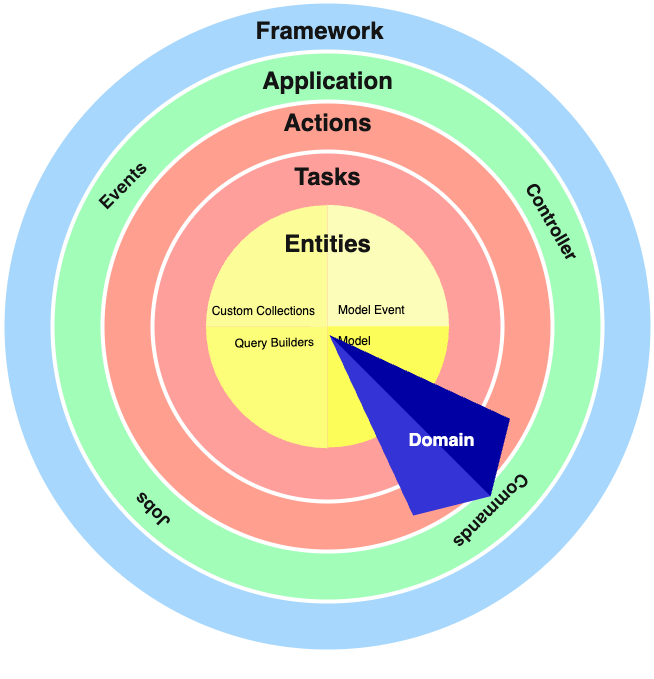 Framework
Application
Actions
Tasks
Entities
Events
Controller
Custom Collections
Model Event
Query Builders
Model
Domain
Jobs
Commands